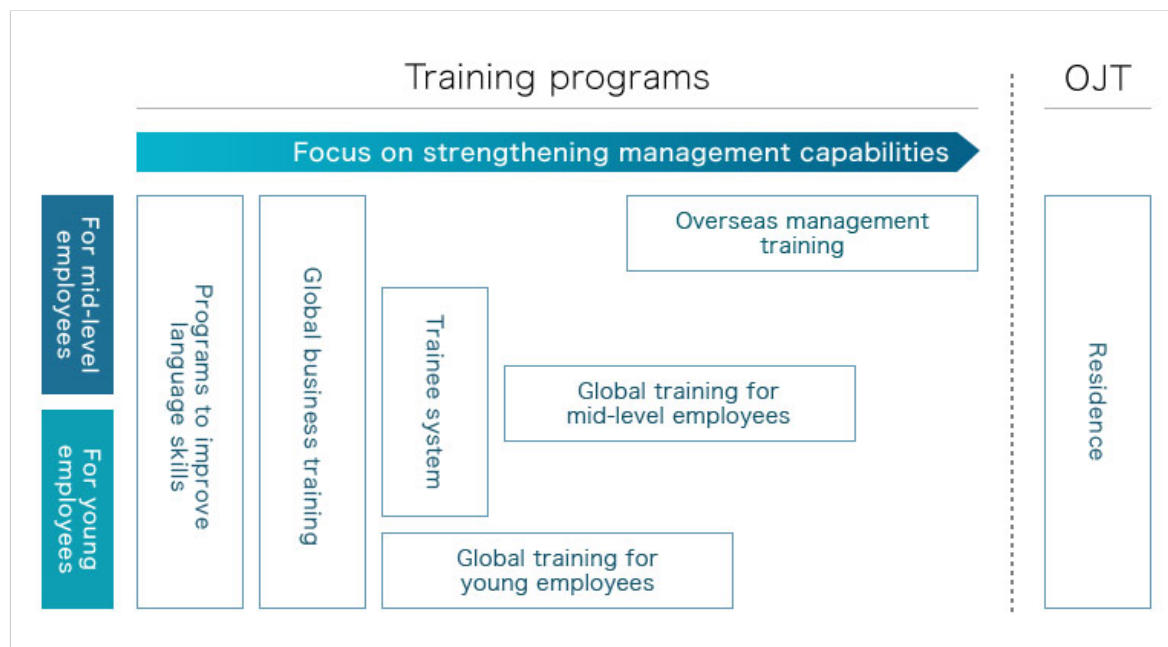 Training programs
OJT
Focus on strengthening management capabilities
For mid-level
employees
For young
employees
Programs to improve
language skills
Global business training
Trainee system
Overseas management
training
Global training for
mid-level employees
Global training for
young employees
Residence